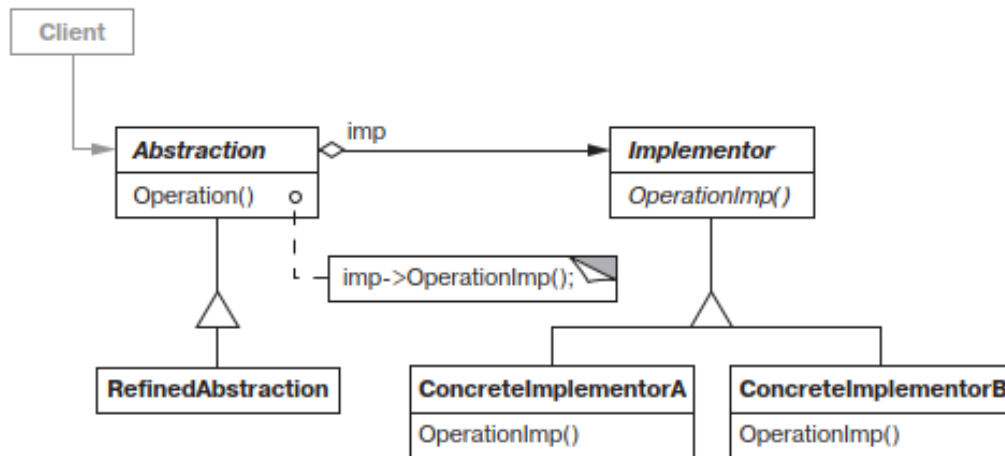 Client
imp
Abstraction
Implementor
Operation()
OperationImp()
imp->OperationImp();
RefinedAbstraction
ConcreteImplementorA
ConcreteImplementorB
OperationImp()
OperationImp()